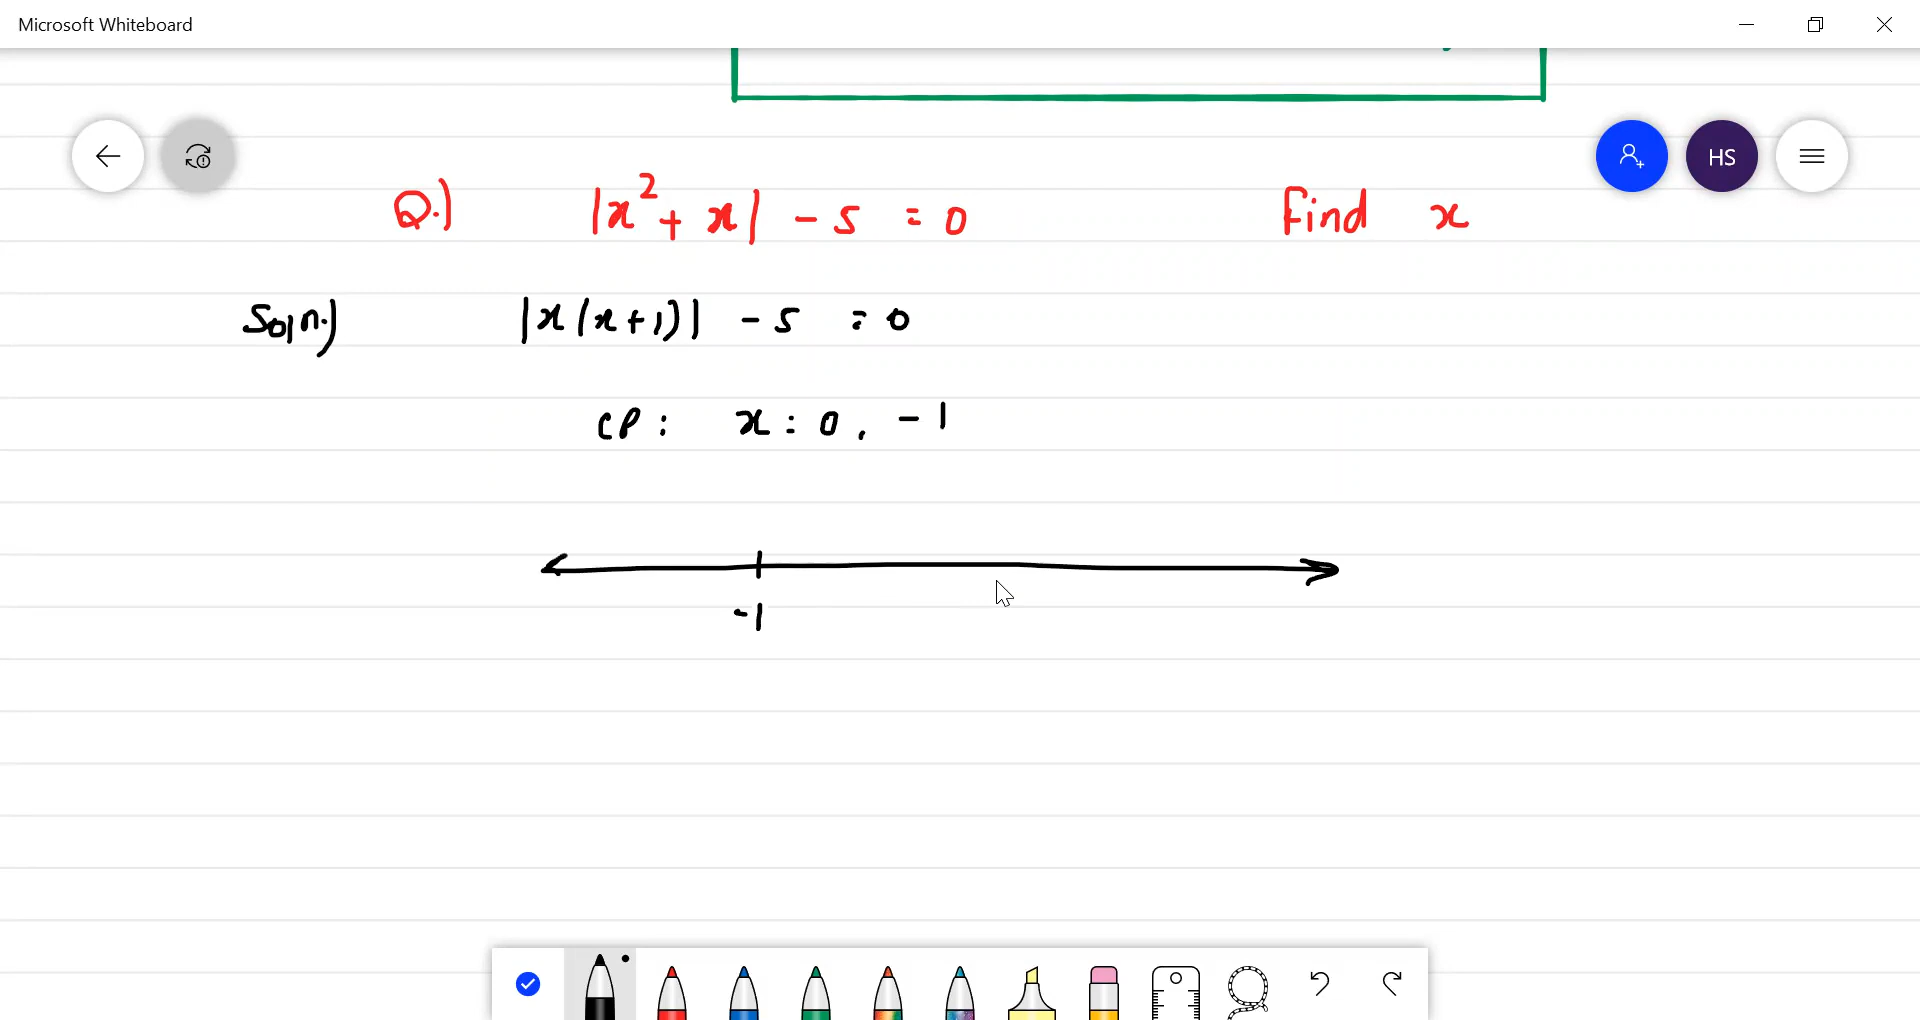 Microsoft Whiteboard
HS
Q.) |x² + x| - 5 = 0 Find x
Soln.) |x(x+1)| - 5 = 0
CP: x = 0, -1
-1